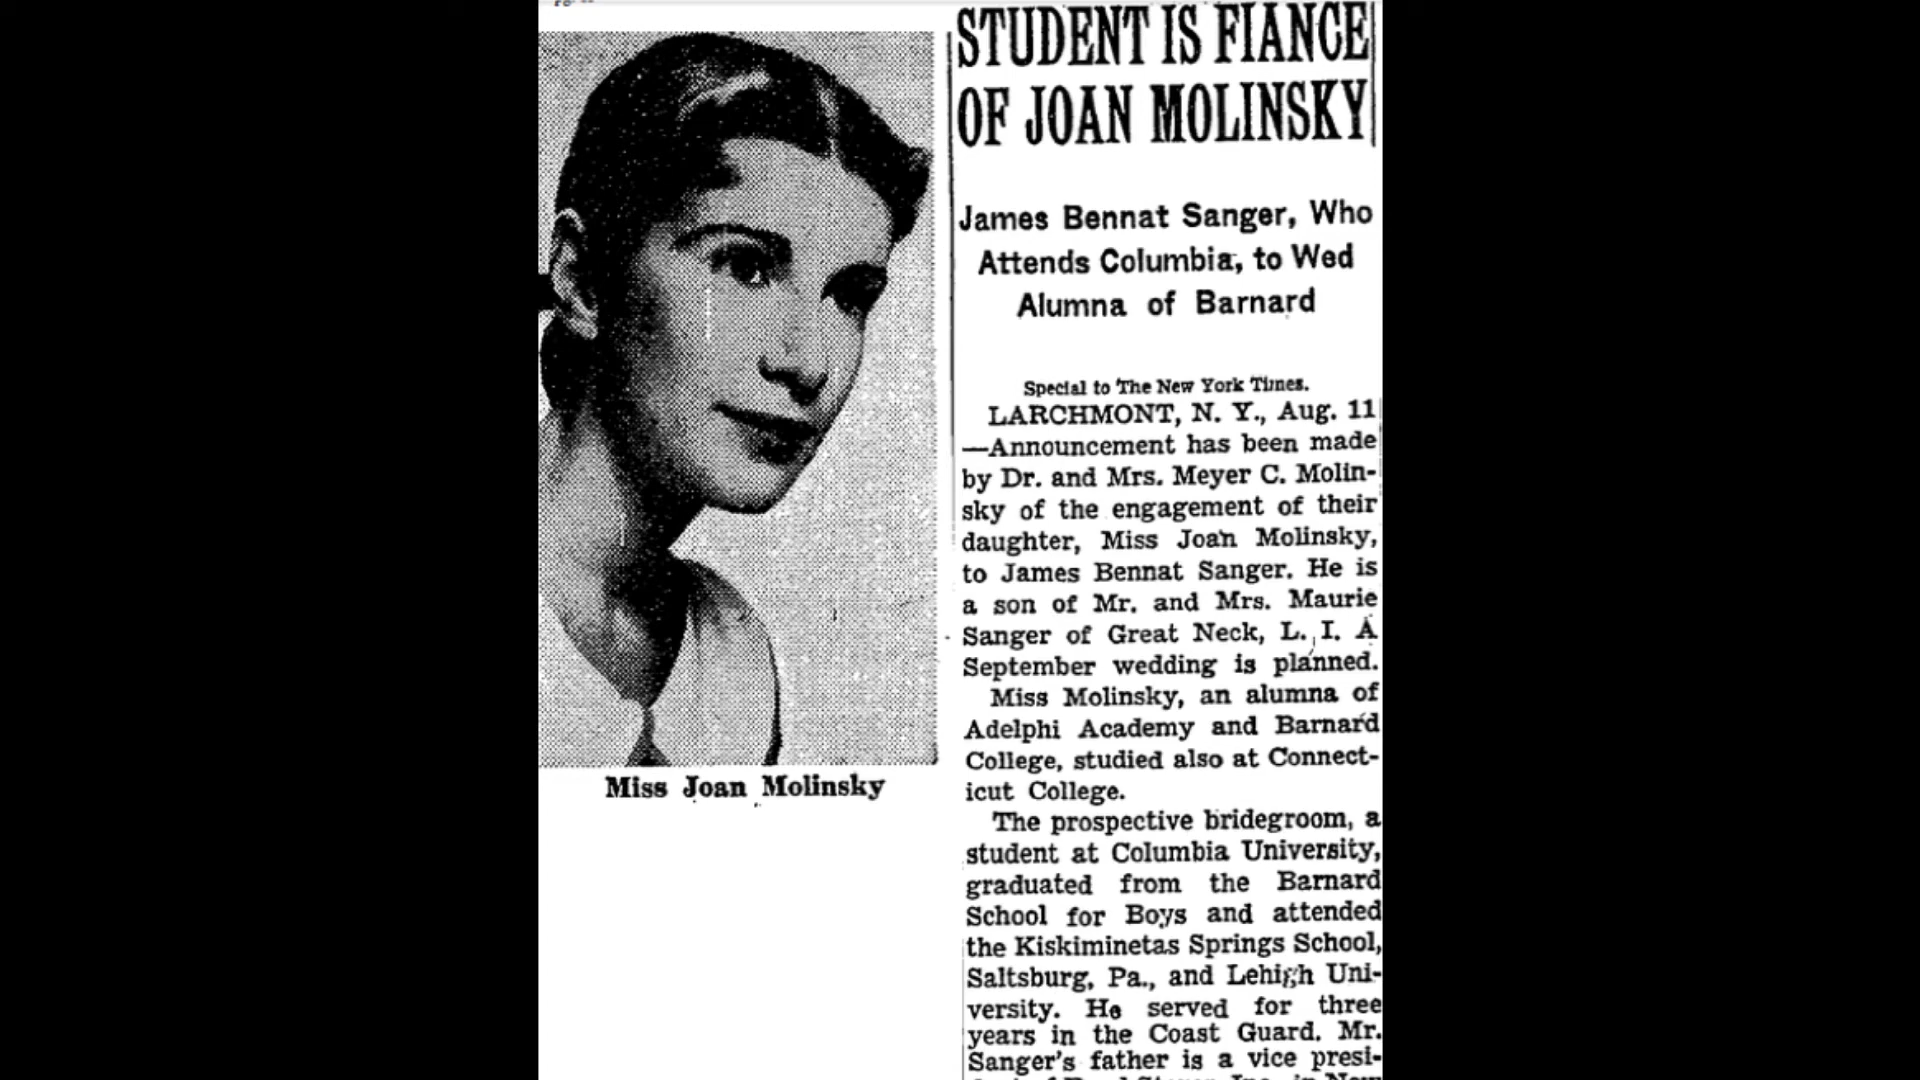 STUDENT IS FIANCE
OF JOAN MOLINSKY
James Bennat Sanger, Who
Attends Columbia, to Wed
Alumna of Barnard
Special to The New York Times.
LARCHMONT, N. Y., Aug. 11
—Announcement has been made
by Dr. and Mrs. Meyer C. Molin-
sky of the engagement of their
daughter, Miss Joan Molinsky,
to James Bennat Sanger. He is
a son of Mr. and Mrs. Maurie
Sanger of Great Neck, L. I. A
September wedding is planned.
Miss Molinsky, an alumna of
Adelphi Academy and Barnard
College, studied also at Connect-
icut College.
The prospective bridegroom, a
student at Columbia University,
graduated from the Barnard
School for Boys and attended
the Kiskiminetas Springs School,
Saltsburg, Pa., and Lehigh Uni-
versity. He served for three
years in the Coast Guard. Mr.
Sanger's father is a vice presi-
Miss Joan Molinsky